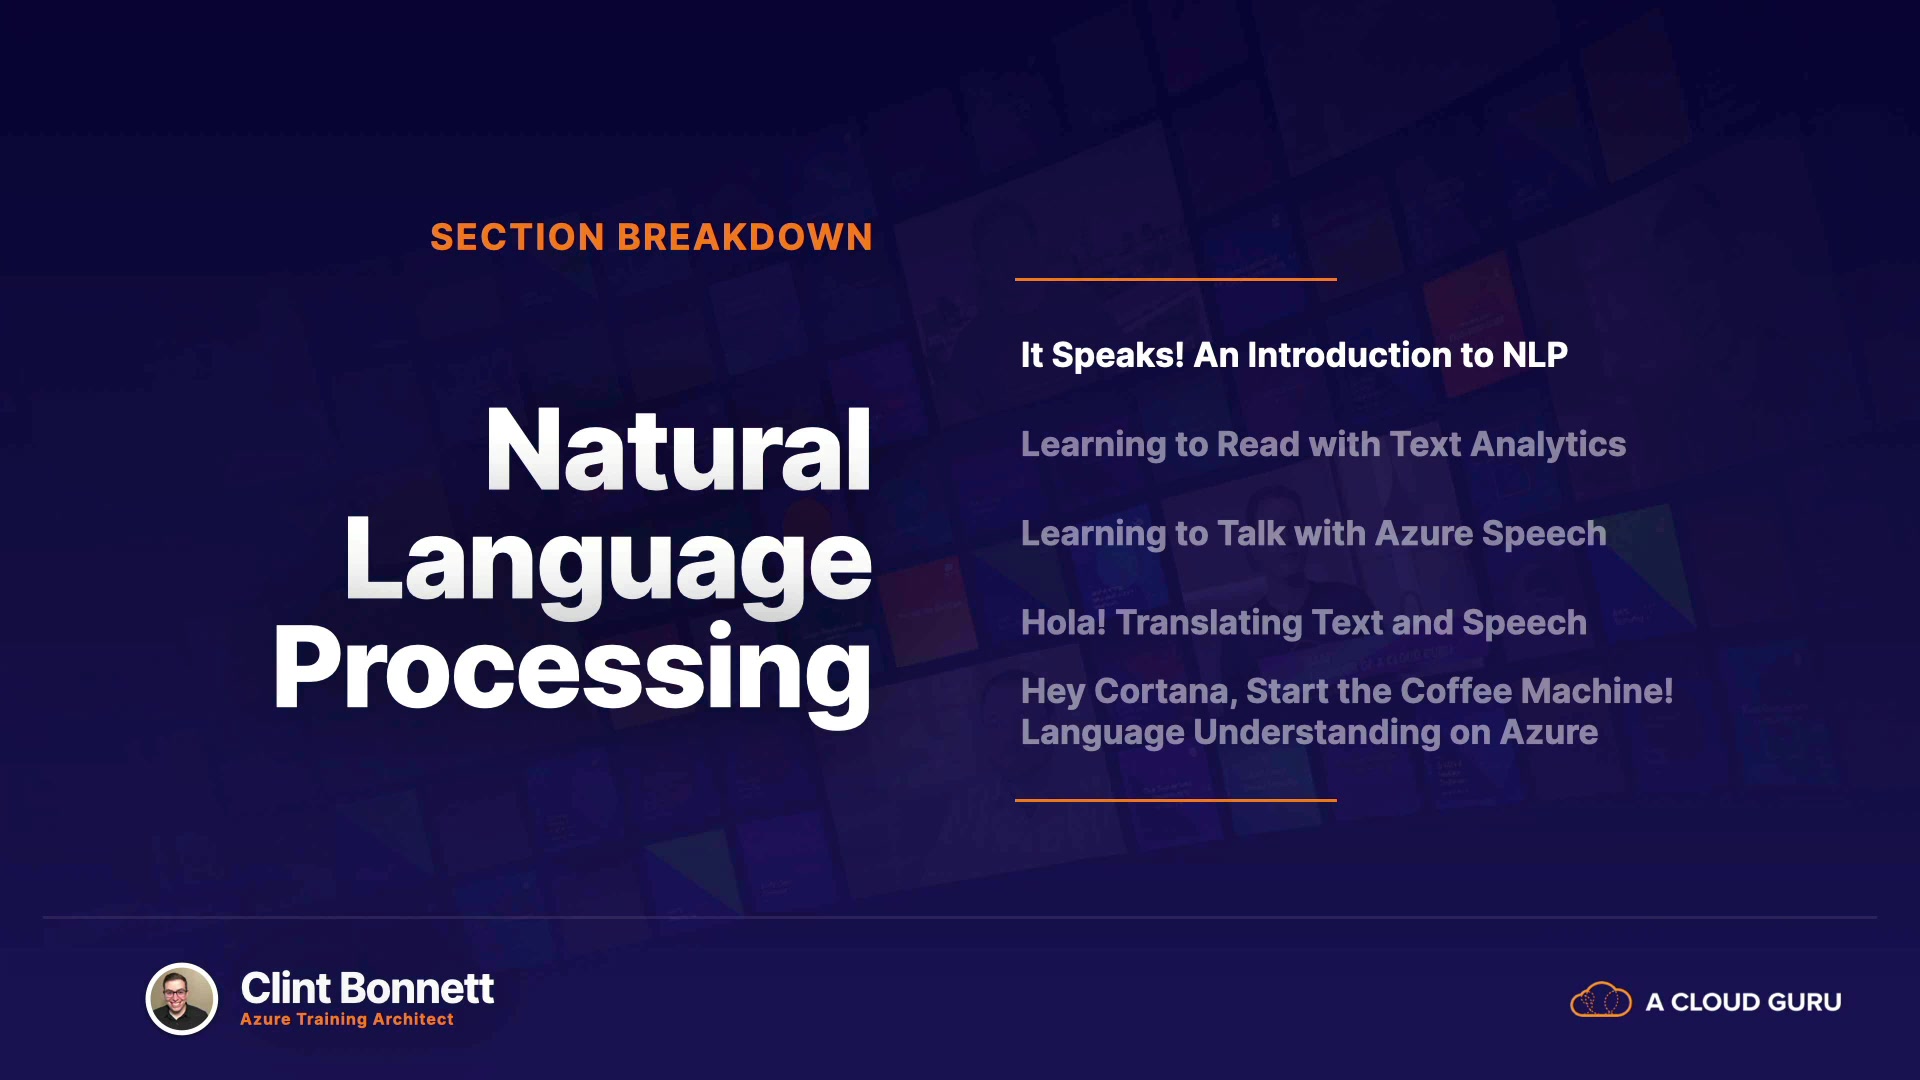 SECTION BREAKDOWN
Natural
Language
Processing
It Speaks! An Introduction to NLP
Learning to Read with Text Analytics
Learning to Talk with Azure Speech
Hola! Translating Text and Speech
Hey Cortana, Start the Coffee Machine!
Language Understanding on Azure
Clint Bonnett
Azure Training Architect
A CLOUD GURU